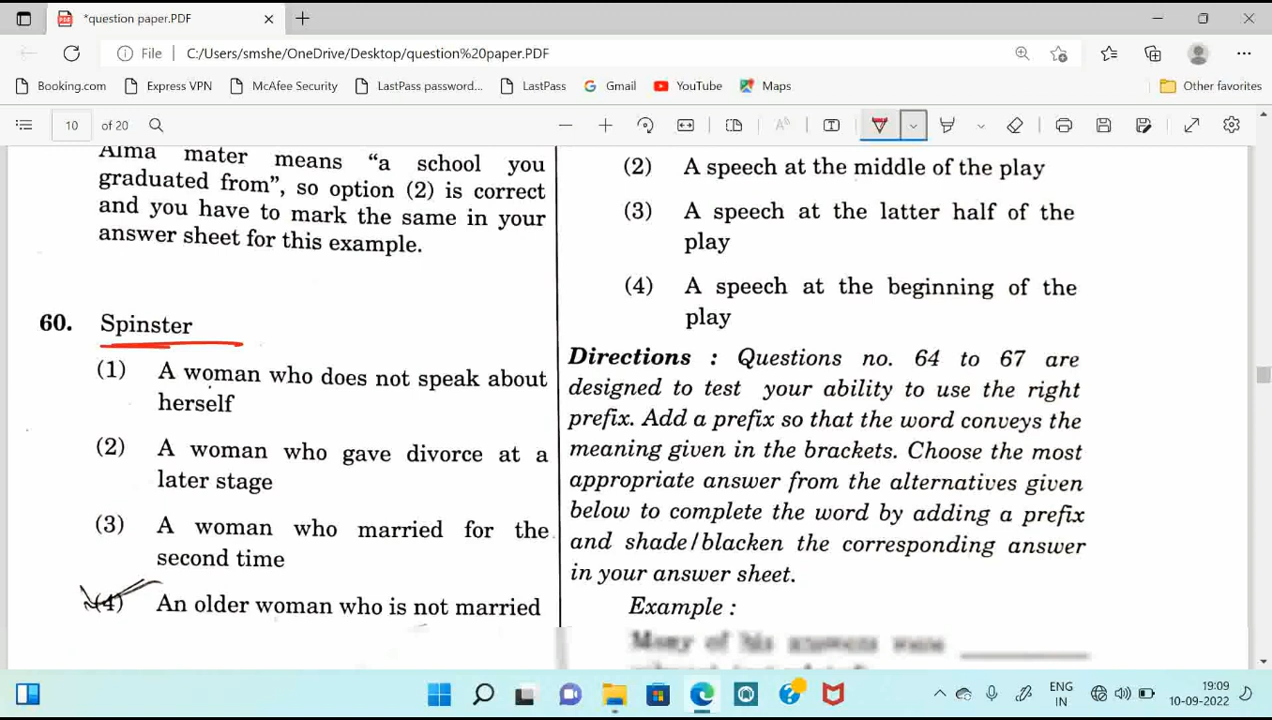 *question paper.PDF
File
C:/Users/smshe/OneDrive/Desktop/question%20paper.PDF
Booking.com
Express VPN
McAfee Security
LastPass password...
LastPass
Gmail
YouTube
Maps
Other favorites
10 of 20
Alma mater means “a school you
graduated from”, so option (2) is correct
and you have to mark the same in your
answer sheet for this example.
60. Spinster
(1) A woman who does not speak about
herself
(2) A woman who gave divorce at a
later stage
(3) A woman who married for the
second time
(4) An older woman who is not married
(2) A speech at the middle of the play
(3) A speech at the latter half of the
play
(4) A speech at the beginning of the
play
Directions : Questions no. 64 to 67 are
designed to test your ability to use the right
prefix. Add a prefix so that the word conveys the
meaning given in the brackets. Choose the most
appropriate answer from the alternatives given
below to complete the word by adding a prefix
and shade/blacken the corresponding answer
in your answer sheet.
Example :
Many of his answers were
ENG
IN
19:09
10-09-2022